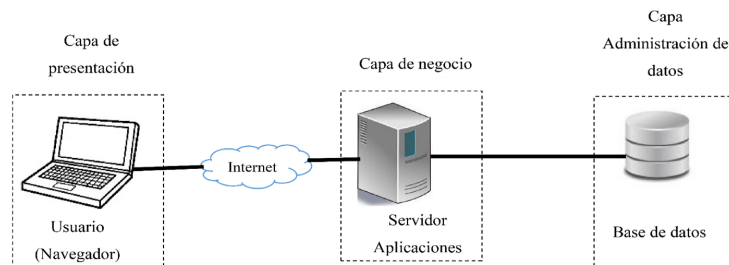 Capa de
presentación
Usuario
(Navegador)
Internet
Capa de negocio
Servidor
Aplicaciones
Capa
Administración de
datos
Base de datos